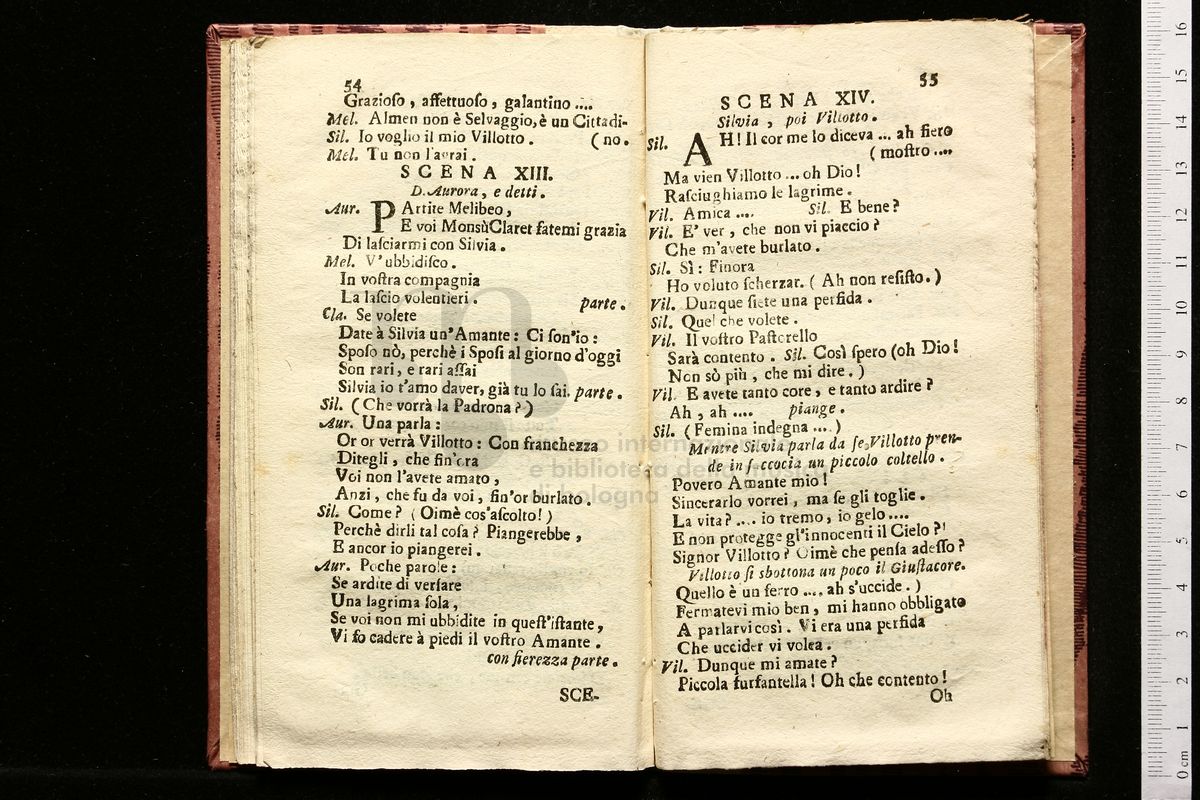 54
Grazioſo, affettuoſo, galantino ....
Mel. Almen non è Selvaggio, è un Cittadi-
Sil. Io voglio il mio Villotto. (no.
Mel. Tu non l'avrai.
SCENA XIII.
D. Aurora, e detti.
Aur. PArtite Melibeo,
E voi MonsùClaret fatemi grazia
Di laſciarmi con Silvia.
Mel. V'ubbidiſco.
In voſtra compagnia
La laſcio volentieri. parte.
Cla. Se volete
Date à Silvia un'Amante: Ci ſon'io:
Spoſo nò, perchè i Spoſi al giorno d'oggi
Son rari, e rari aſſai
Silvia io t'amo daver, già tu lo ſai. parte.
Sil. (Che vorrà la Padrona?)
Aur. Una parla:
Or or verrà Villotto: Con franchezza
Ditegli, che fin'ora
Voi non l'avete amato,
Anzi, che fu da voi, fin'or burlato.
Sil. Come? (Oimè cos'aſcolto!)
Perchè dirli tal coſa? Piangerebbe,
E ancor io piangerei.
Aur. Poche parole:
Se ardite di verſare
Una lagrima ſola,
Se voi non mi ubbidite in queſt'iſtante,
Vi fo cadere à piedi il voſtro Amante.
con fierezza parte.
SCE-
55
SCENA XIV.
Silvia, poi Villotto.
Sil. AH! Il cor me lo diceva ... ah fiero
(moſtro ....
Ma vien Villotto ... oh Dio!
Raſciughiamo le lagrime.
Vil. Amica .... Sil. E bene?
Vil. E' ver, che non vi piaccio?
Che m'avete burlato.
Sil. Sì: Finora
Ho voluto ſcherzar. (Ah non reſiſto.)
Vil. Dunque ſiete una perfida.
Sil. Quel che volete.
Vil. Il voſtro Paſtorello
Sarà contento. Sil. Così ſpero (oh Dio!
Non sò più, che mi dire.)
Vil. E avete tanto core, e tanto ardire?
Ah, ah .... piange.
Sil. (Femina indegna ....)
Mentre Silvia parla da ſe, Villotto pren-
de in ſaccocia un piccolo coltello.
Povero Amante mio!
Sincerarlo vorrei, ma ſe gli toglie.
La vita? .... io tremo, io gelo ....
E non protegge gl'innocenti il Cielo?
Signor Villotto? Oimè che penſa adeſſo?
Villotto ſi sbottona un poco il Giuſtacore.
Quello è un ferro .... ah s'uccide.)
Fermatevi mio ben, mi hanno obbligato
A parlarvi così. Vi era una perfida
Che uccider vi volea.
Vil. Dunque mi amate?
Piccola furfantella! Oh che contento!
Oh